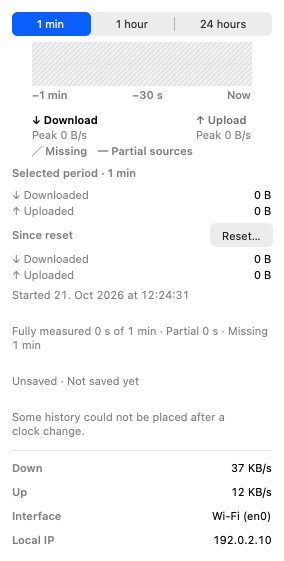 1 min 1 hour 24 hours
−1 min −30 s Now
↓ Download ↑ Upload
Peak 0 B/s Peak 0 B/s
⟋ Missing — Partial sources
Selected period · 1 min
↓ Downloaded 0 B
↑ Uploaded 0 B
Since reset Reset...
↓ Downloaded 0 B
↑ Uploaded 0 B
Started 21. Oct 2026 at 12:24:31
Fully measured 0 s of 1 min · Partial 0 s · Missing
1 min
Unsaved · Not saved yet
Some history could not be placed after a
clock change.
Down 37 KB/s
Up 12 KB/s
Interface Wi-Fi (en0)
Local IP 192.0.2.10